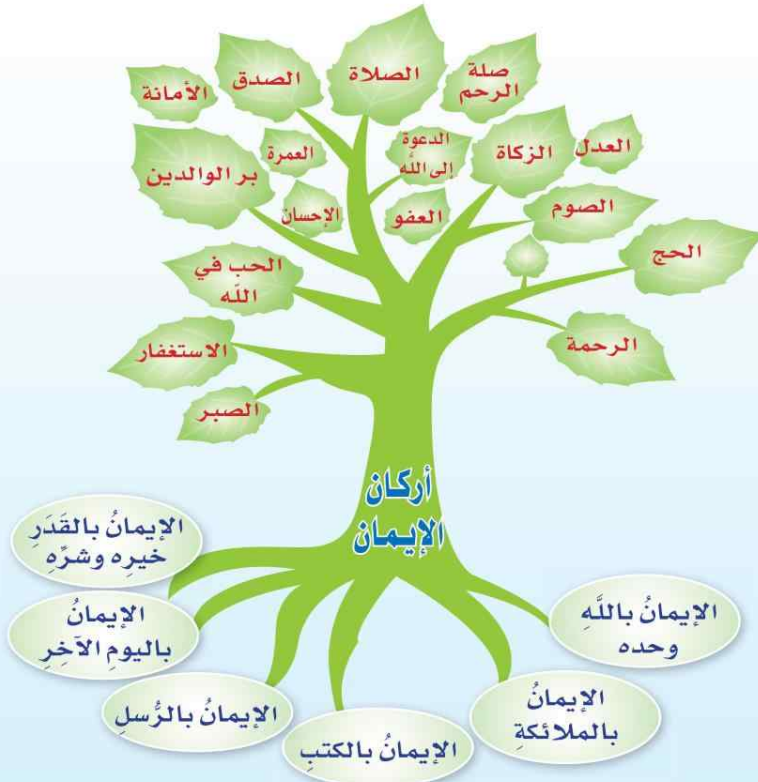 صلة
الرحم
الصلاة
الصدق
الأمانة
العدل
الزكاة
الدعوة
إلى الله
العمرة
بر الوالدين
الصوم
العفو
الإحسان
الحج
الحب في
الله
الرحمة
الاستغفار
الصبر
أركان
الإيمان
الإيمانُ باللَّهِ
وحده
الإيمانُ
بالملائكةِ
الإيمانُ بالكتبِ
الإيمانُ بالرُّسلِ
الإيمانُ
باليومِ الآخِرِ
الإيمانُ بالقَدَرِ
خيرِه وشرِّه